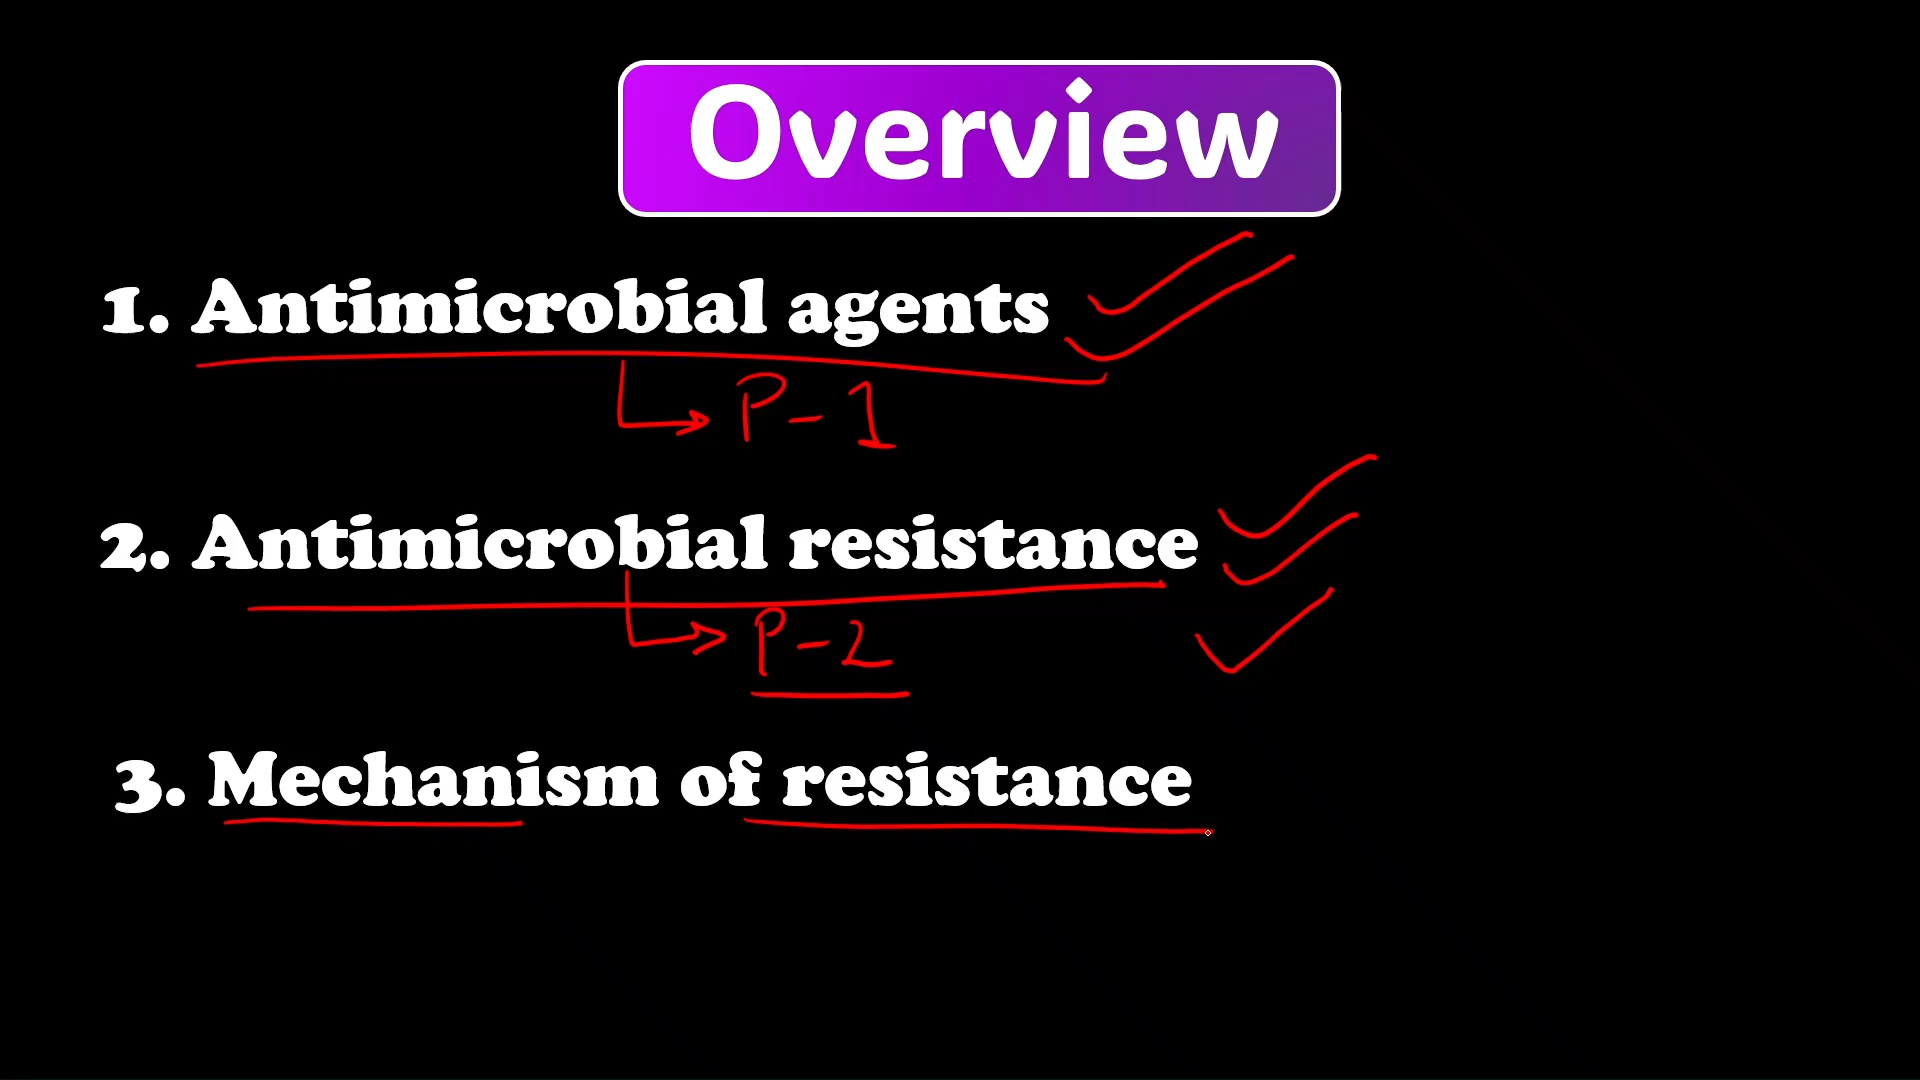 Overview
1. Antimicrobial agents
P-1
2. Antimicrobial resistance
P-2
3. Mechanism of resistance